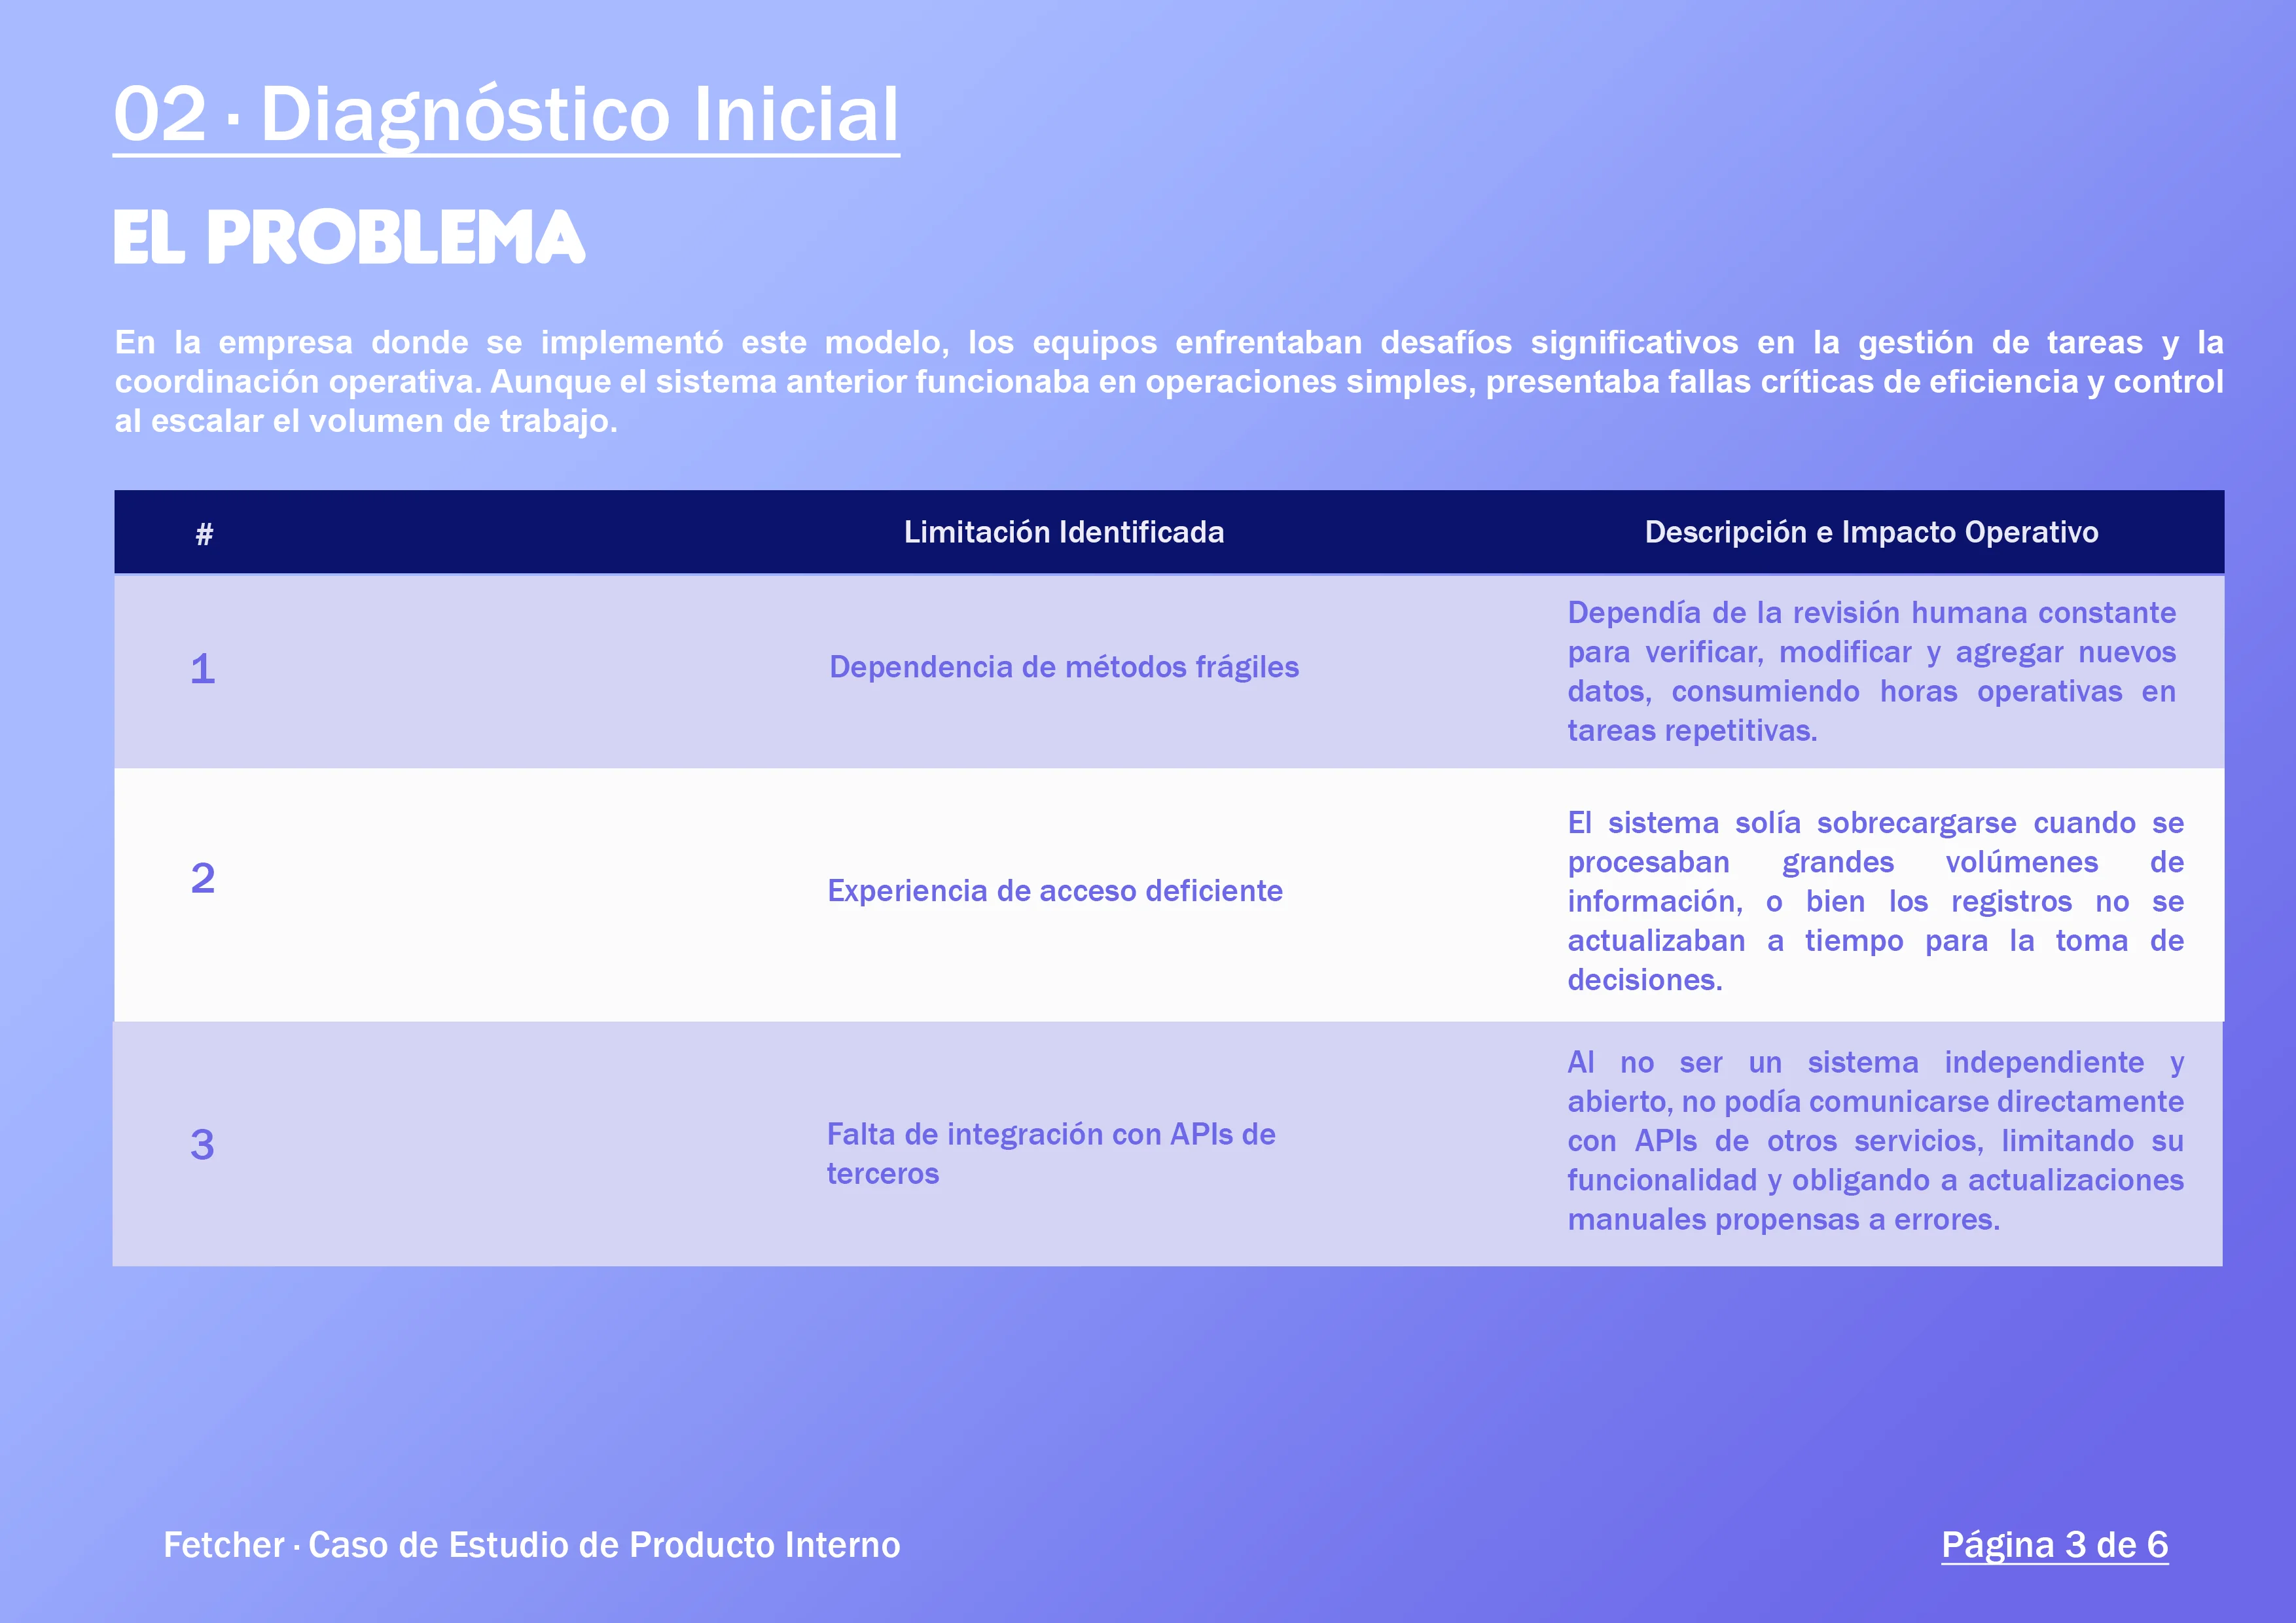 02 · Diagnóstico Inicial
EL PROBLEMA
En la empresa donde se implementó este modelo, los equipos enfrentaban desafíos significativos en la gestión de tareas y la
coordinación operativa. Aunque el sistema anterior funcionaba en operaciones simples, presentaba fallas críticas de eficiencia y control
al escalar el volumen de trabajo.
# Limitación Identificada Descripción e Impacto Operativo
1
Dependencia de métodos frágiles
Dependía de la revisión humana constante
para verificar, modificar y agregar nuevos
datos, consumiendo horas operativas en
tareas repetitivas.
2
Experiencia de acceso deficiente
El sistema solía sobrecargarse cuando se
procesaban grandes volúmenes de
información, o bien los registros no se
actualizaban a tiempo para la toma de
decisiones.
3
Falta de integración con APIs de
terceros
Al no ser un sistema independiente y
abierto, no podía comunicarse directamente
con APIs de otros servicios, limitando su
funcionalidad y obligando a actualizaciones
manuales propensas a errores.
Fetcher · Caso de Estudio de Producto Interno
Página 3 de 6